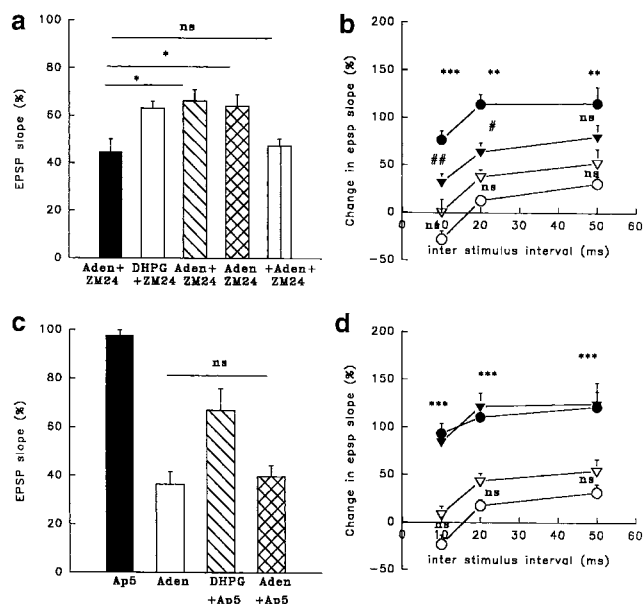 a
ns
*
*
EPSP slope (%)
100
80
60
40
20
0
Aden+ DHPG Aden+ Aden +Aden+
ZM24 +ZM24 ZM24 ZM24 ZM24
b
Change in epsp slope (%)
200
150
100
50
0
-50
*** ** **
ns
#
##
ns
ns
ns
0 10 20 30 40 50 60
inter stimulus interval (ms)
c
ns
EPSP slope (%)
100
80
60
40
20
0
Ap5 Aden DHPG Aden
+Ap5 +Ap5
d
Change in epsp slope (%)
200
150
100
50
0
-50
***
***
***
ns
ns
ns
0 10 20 30 40 50 60
inter stimulus interval (ms)